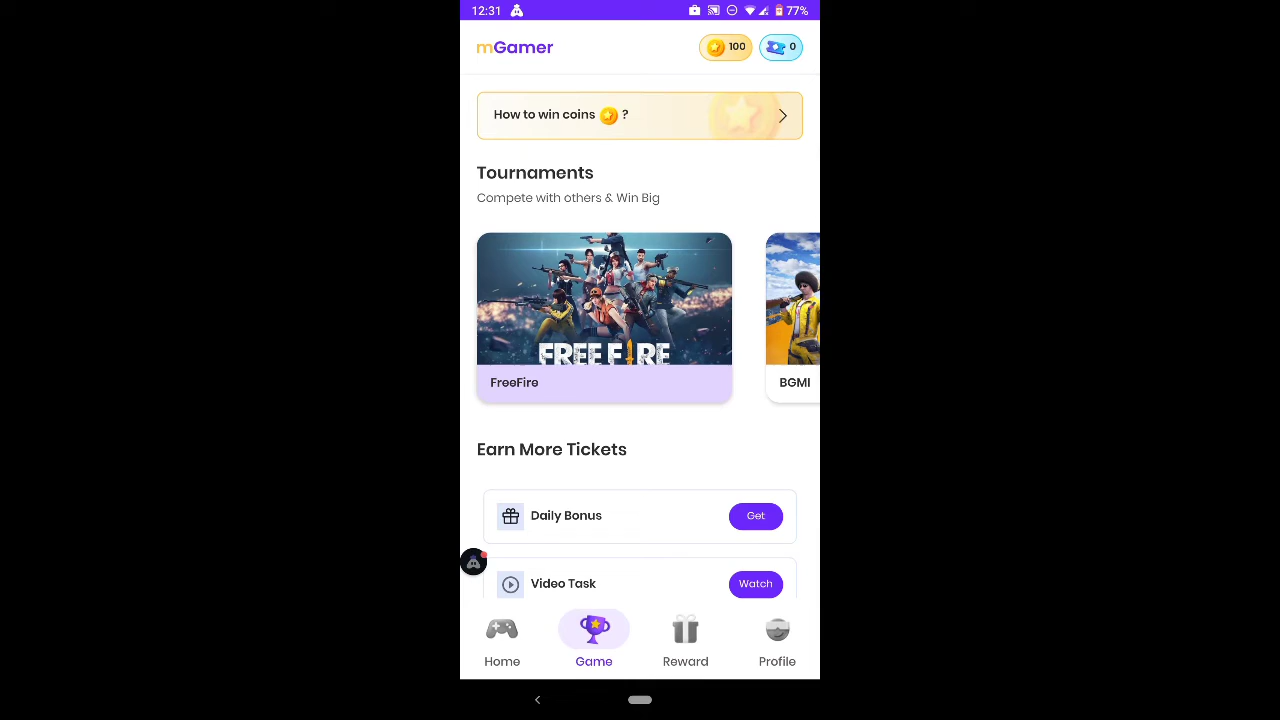 12:31 77%
mGamer 100 0
How to win coins ?
Tournaments
Compete with others & Win Big
FREE FIRE
FreeFire BGMI
Earn More Tickets
Daily Bonus Get
Video Task Watch
Home Game Reward Profile